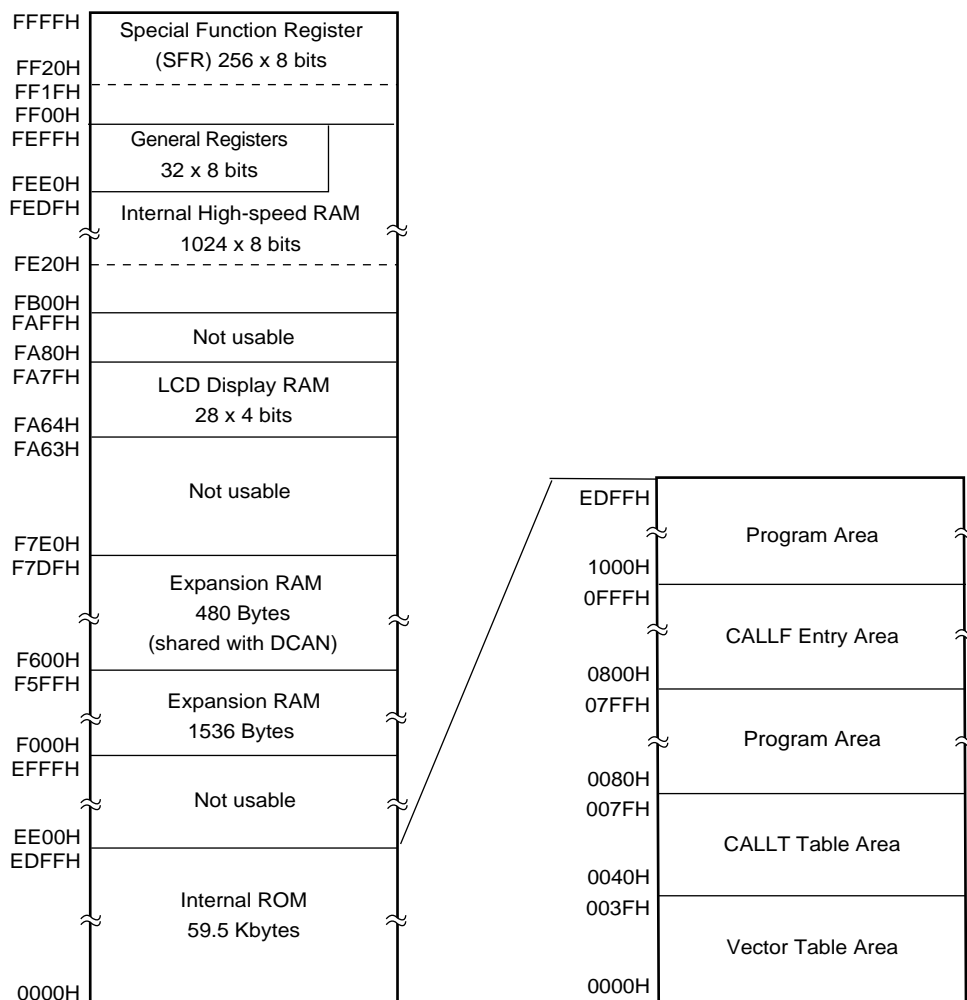 FFFFH
Special Function Register
(SFR) 256 x 8 bits
FF20H
FF1FH
FF00H
FEFFH
General Registers
32 x 8 bits
FEE0H
FEDFH
Internal High-speed RAM
1024 x 8 bits
FE20H
FB00H
FAFFH
Not usable
FA80H
FA7FH
LCD Display RAM
28 x 4 bits
FA64H
FA63H
Not usable
F7E0H
F7DFH
Expansion RAM
480 Bytes
(shared with DCAN)
F600H
F5FFH
Expansion RAM
1536 Bytes
F000H
EFFFH
Not usable
EE00H
EDFFH
Internal ROM
59.5 Kbytes
0000H
EDFFH
Program Area
1000H
0FFFH
CALLF Entry Area
0800H
07FFH
Program Area
0080H
007FH
CALLT Table Area
0040H
003FH
Vector Table Area
0000H